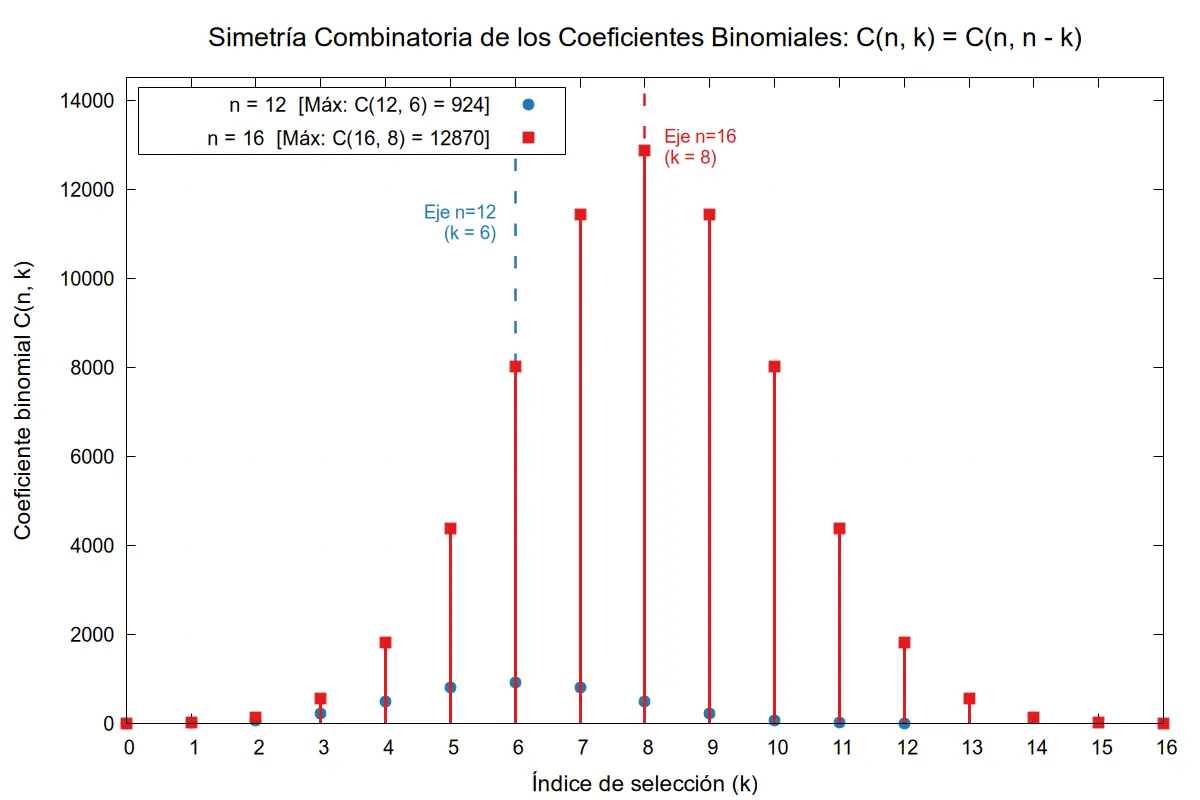 Simetría Combinatoria de los Coeficientes Binomiales: C(n, k) = C(n, n - k)
n = 12  [Máx: C(12, 6) = 924]
n = 16  [Máx: C(16, 8) = 12870]
Eje n=16
(k = 8)
Eje n=12
(k = 6)
Coeficiente binomial C(n, k)
14000
12000
10000
8000
6000
4000
2000
0
0 1 2 3 4 5 6 7 8 9 10 11 12 13 14 15 16
Índice de selección (k)